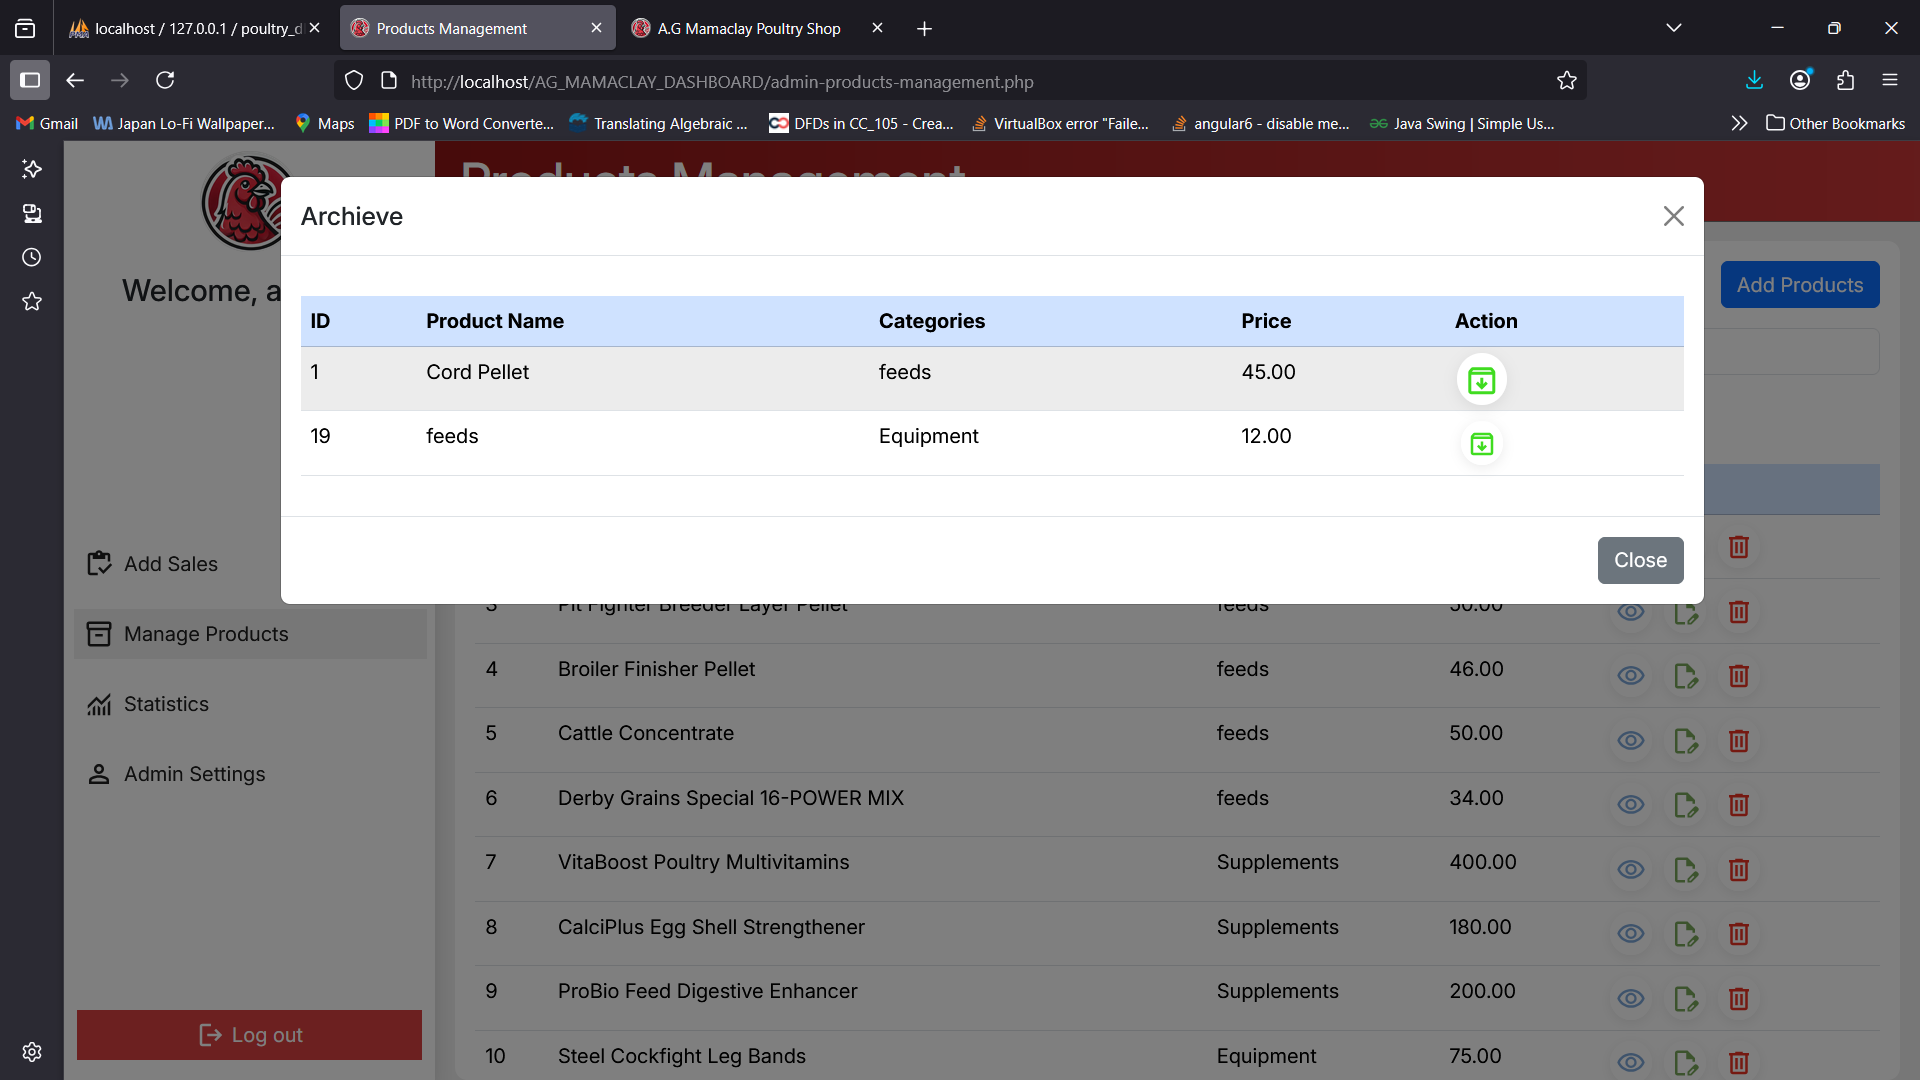 localhost / 127.0.0.1 / poultry_d
Products Management
A.G Mamaclay Poultry Shop
http://localhost/AG_MAMACLAY_DASHBOARD/admin-products-management.php
Gmail
Japan Lo-Fi Wallpaper...
Maps
PDF to Word Converte...
Translating Algebraic ...
DFDs in CC_105 - Crea...
VirtualBox error "Faile...
angular6 - disable me...
Java Swing | Simple Us...
Other Bookmarks
Products Management
Archieve
Welcome, a
Add Products
ID Product Name Categories Price Action
1 Cord Pellet feeds 45.00
19 feeds Equipment 12.00
Close
Add Sales
Manage Products
Statistics
Admin Settings
Log out
3 Pit Fighter Breeder Layer Pellet feeds 50.00
4 Broiler Finisher Pellet feeds 46.00
5 Cattle Concentrate feeds 50.00
6 Derby Grains Special 16-POWER MIX feeds 34.00
7 VitaBoost Poultry Multivitamins Supplements 400.00
8 CalciPlus Egg Shell Strengthener Supplements 180.00
9 ProBio Feed Digestive Enhancer Supplements 200.00
10 Steel Cockfight Leg Bands Equipment 75.00